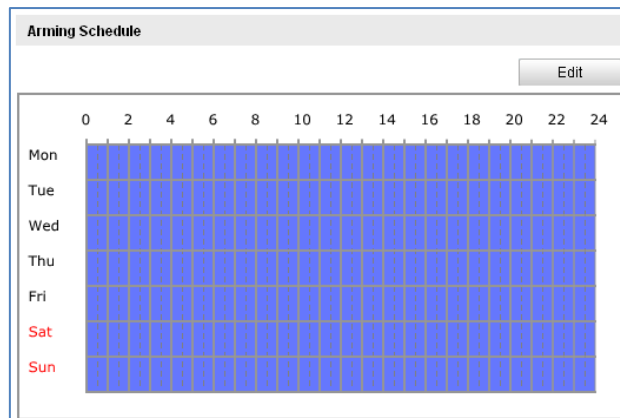 Arming Schedule
Edit
0 2 4 6 8 10 12 14 16 18 20 22 24
Mon
Tue
Wed
Thu
Fri
Sat
Sun